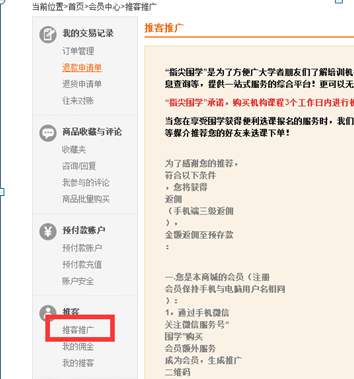 当前位置>首页>会员中心>推客推广
我的交易记录
订单管理
退款申请单
退货申请单
往来对账
商品收藏与评论
收藏夹
咨询/回复
我参与的评论
商品批量购买
预付款账户
预付款账户
预付款充值
账户安全
推客
推客推广
我的佣金
我的推客
推客推广
“指尖国学”是为了方便广大学者朋友们了解培训机
息查询等，提供一站式服务的综合平台！更可以无
“指尖国学”承诺，购买机构课程3个工作日内进行机
当您在享受国学获得便利选课报名的服务时，我们
等媒介推荐您的好友来选课下单！
为了感谢您的推荐，
符合以下条件
，您将获得
返佣
（手机端三级返佣
），
金额返佣至预存款
：
一.您是本商城的会员（注册
会员保持手机与电脑用户名相同
）：
1，通过手机微信
关注微信服务号“
国学”购买
会员额外服务
成为会员，生成推广
二维码